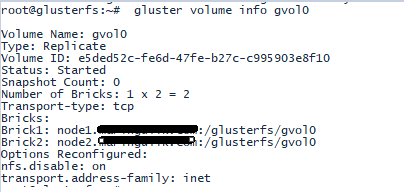 root@glusterfs:~# gluster volume info gvol0
Volume Name: gvol0
Type: Replicate
Volume ID: e5ded52c-fe6d-47fe-b27c-c995903e8f10
Status: Started
Snapshot Count: 0
Number of Bricks: 1 x 2 = 2
Transport-type: tcp
Bricks:
Brick1: node1. :/glusterfs/gvol0
Brick2: node2. :/glusterfs/gvol0
Options Reconfigured:
nfs.disable: on
transport.address-family: inet